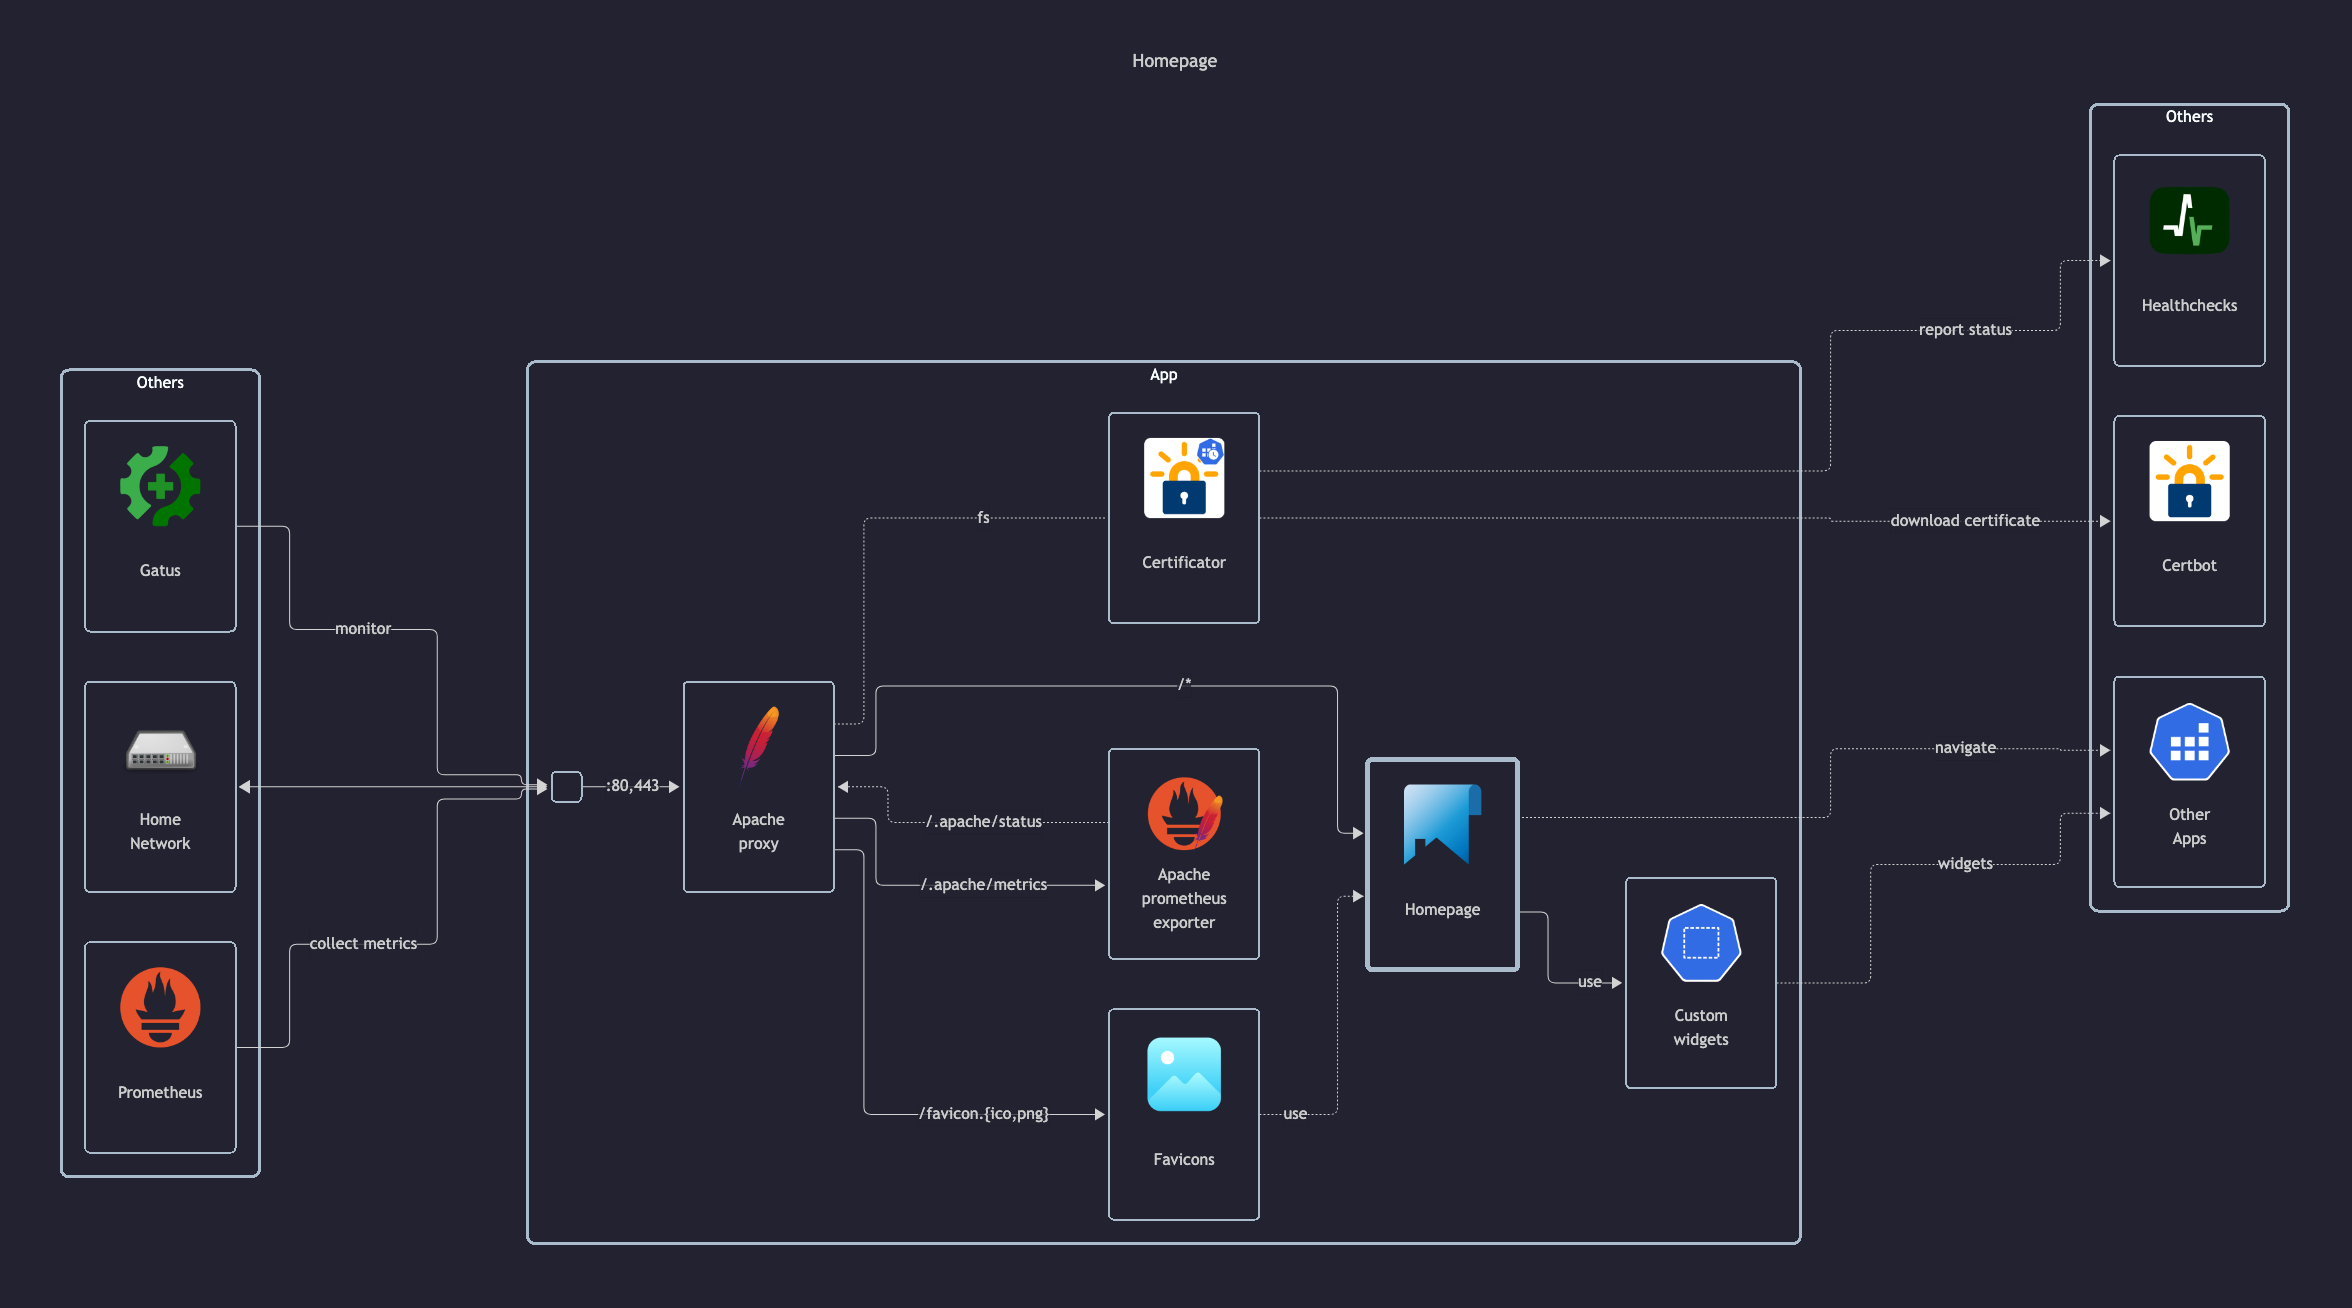 Homepage
Others
Gatus
Home
Network
Prometheus
monitor
collect metrics
App
:80,443
Apache
proxy
fs
/*
/.apache/status
/.apache/metrics
/favicon.{ico,png}
Certificator
Apache
prometheus
exporter
Favicons
use
Homepage
use
Custom
widgets
report status
download certificate
navigate
widgets
Others
Healthchecks
Certbot
Other
Apps